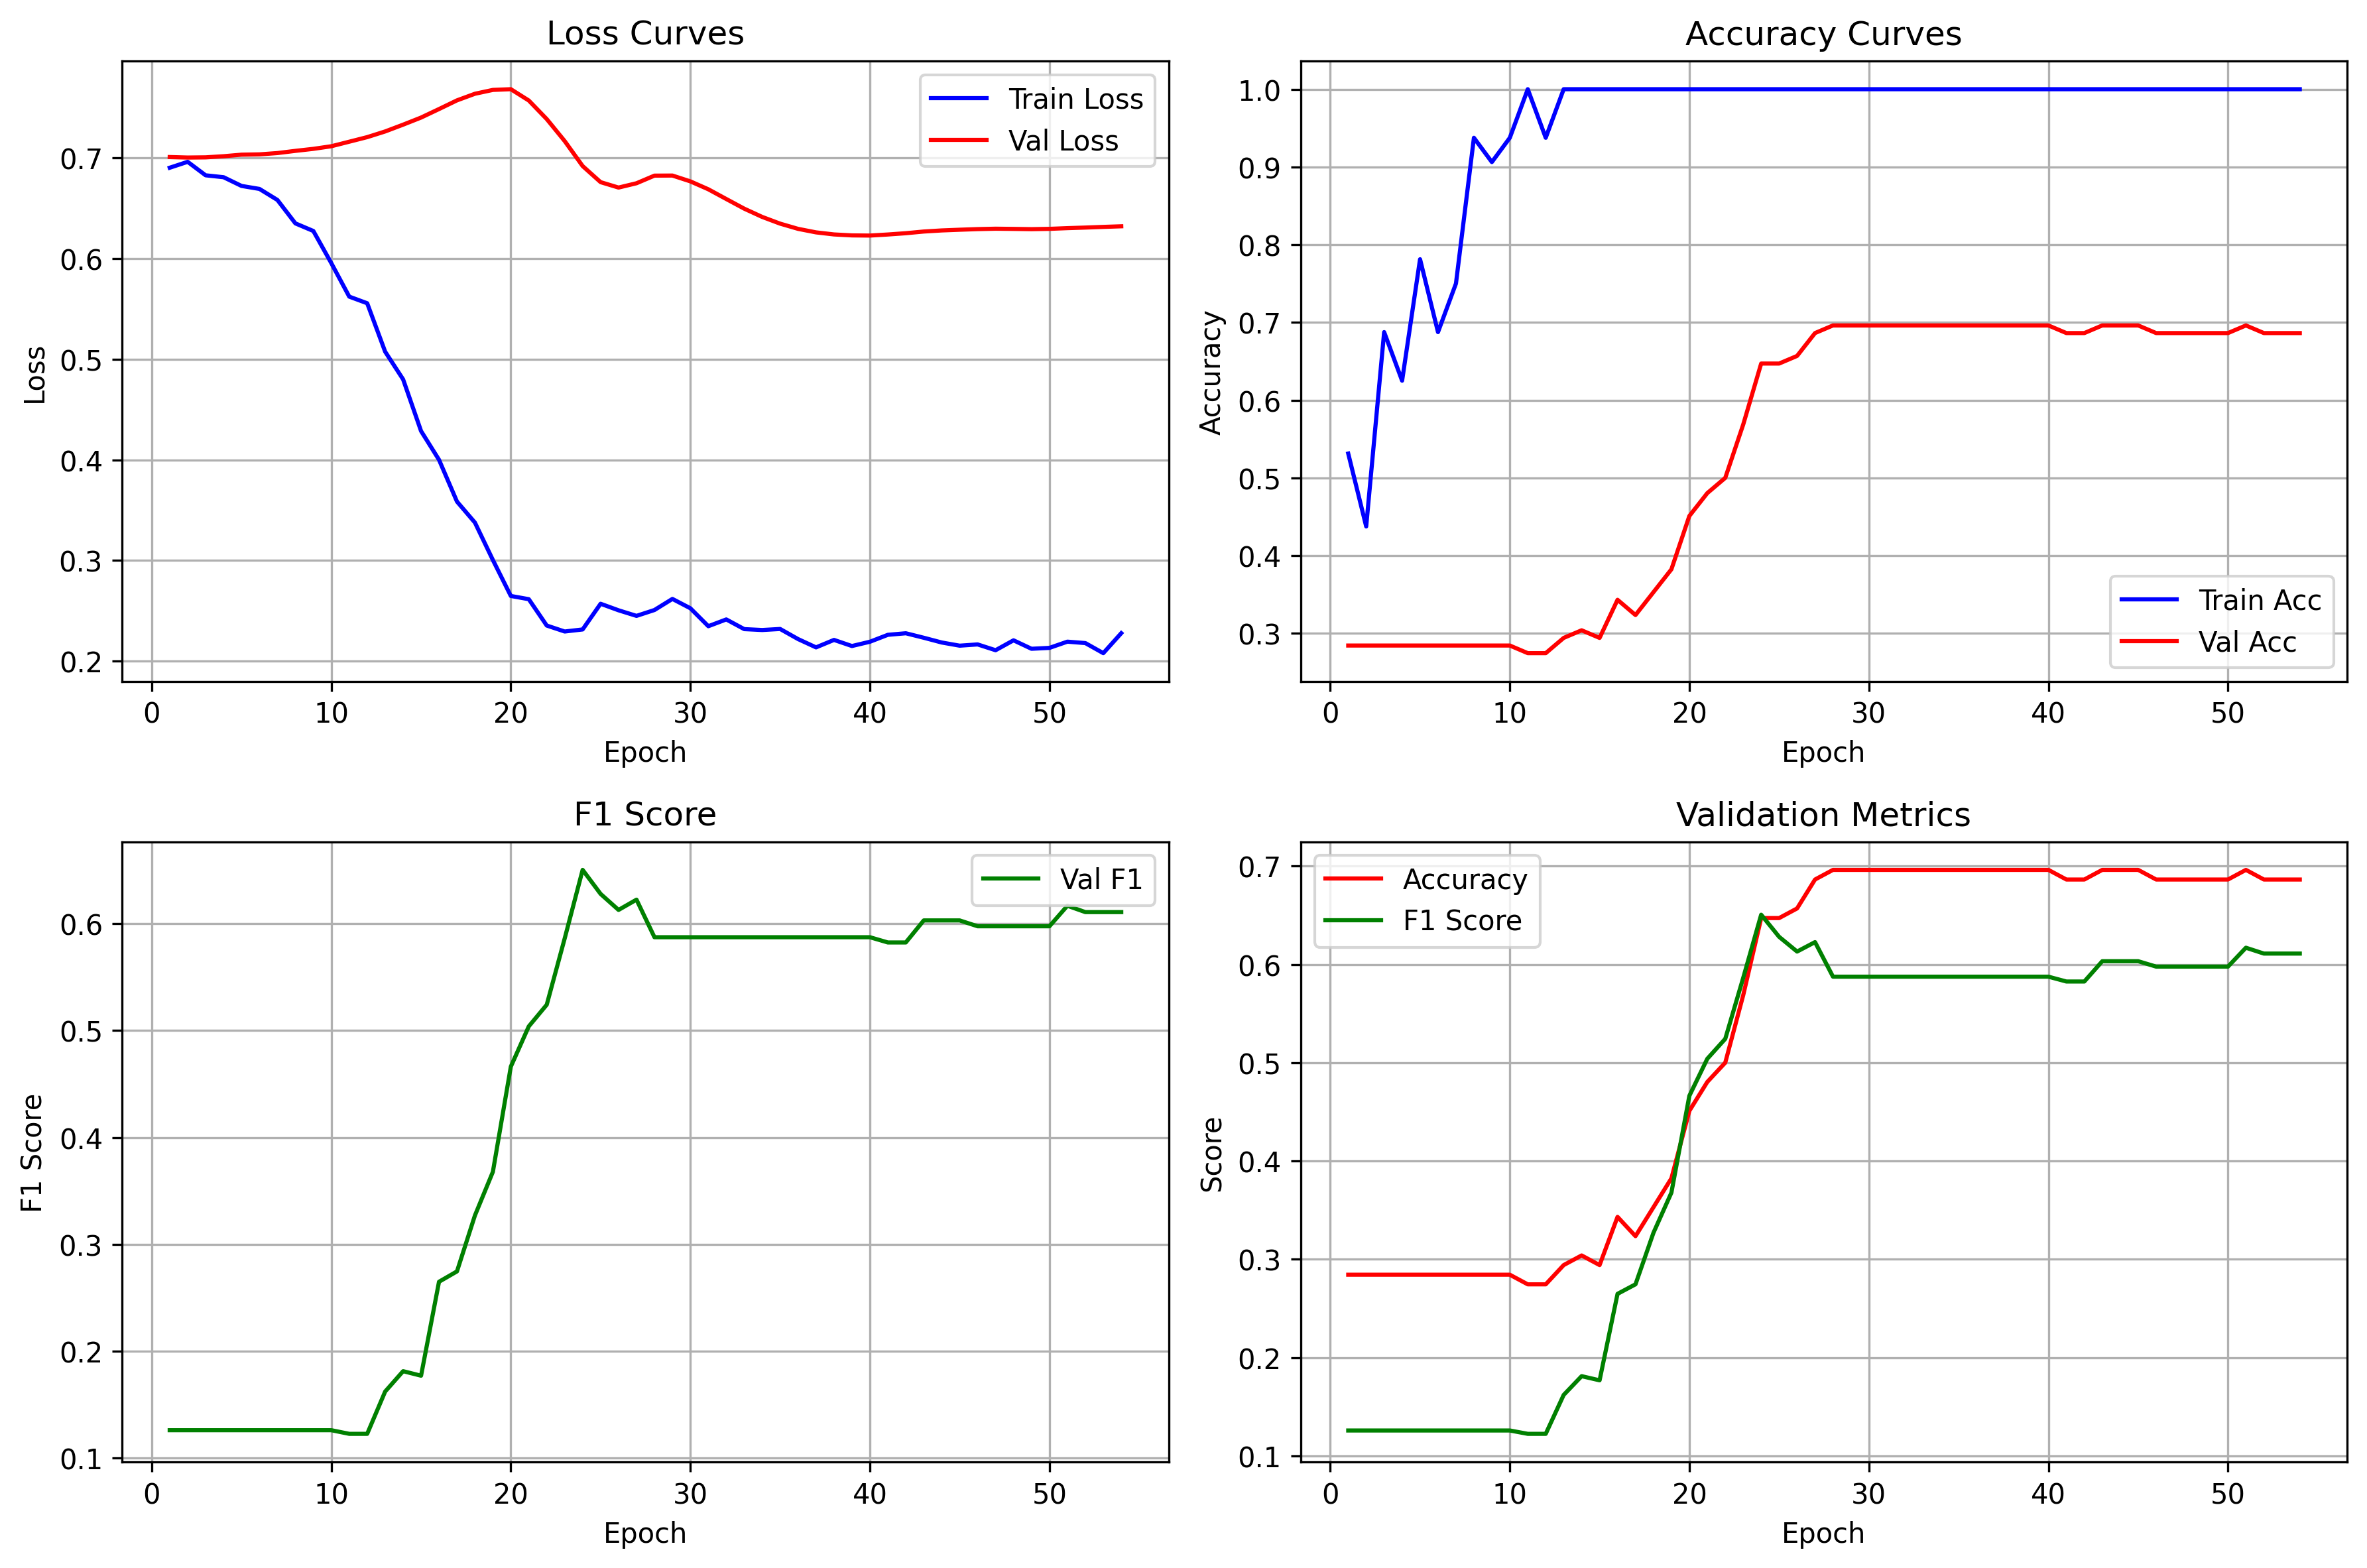 Loss Curves
Loss
0.7
0.6
0.5
0.4
0.3
0.2
Train Loss
Val Loss
0 10 20 30 40 50
Epoch
Accuracy Curves
Accuracy
1.0
0.9
0.8
0.7
0.6
0.5
0.4
0.3
Train Acc
Val Acc
0 10 20 30 40 50
Epoch
F1 Score
F1 Score
0.6
0.5
0.4
0.3
0.2
0.1
Val F1
0 10 20 30 40 50
Epoch
Validation Metrics
Score
0.7
0.6
0.5
0.4
0.3
0.2
0.1
Accuracy
F1 Score
0 10 20 30 40 50
Epoch